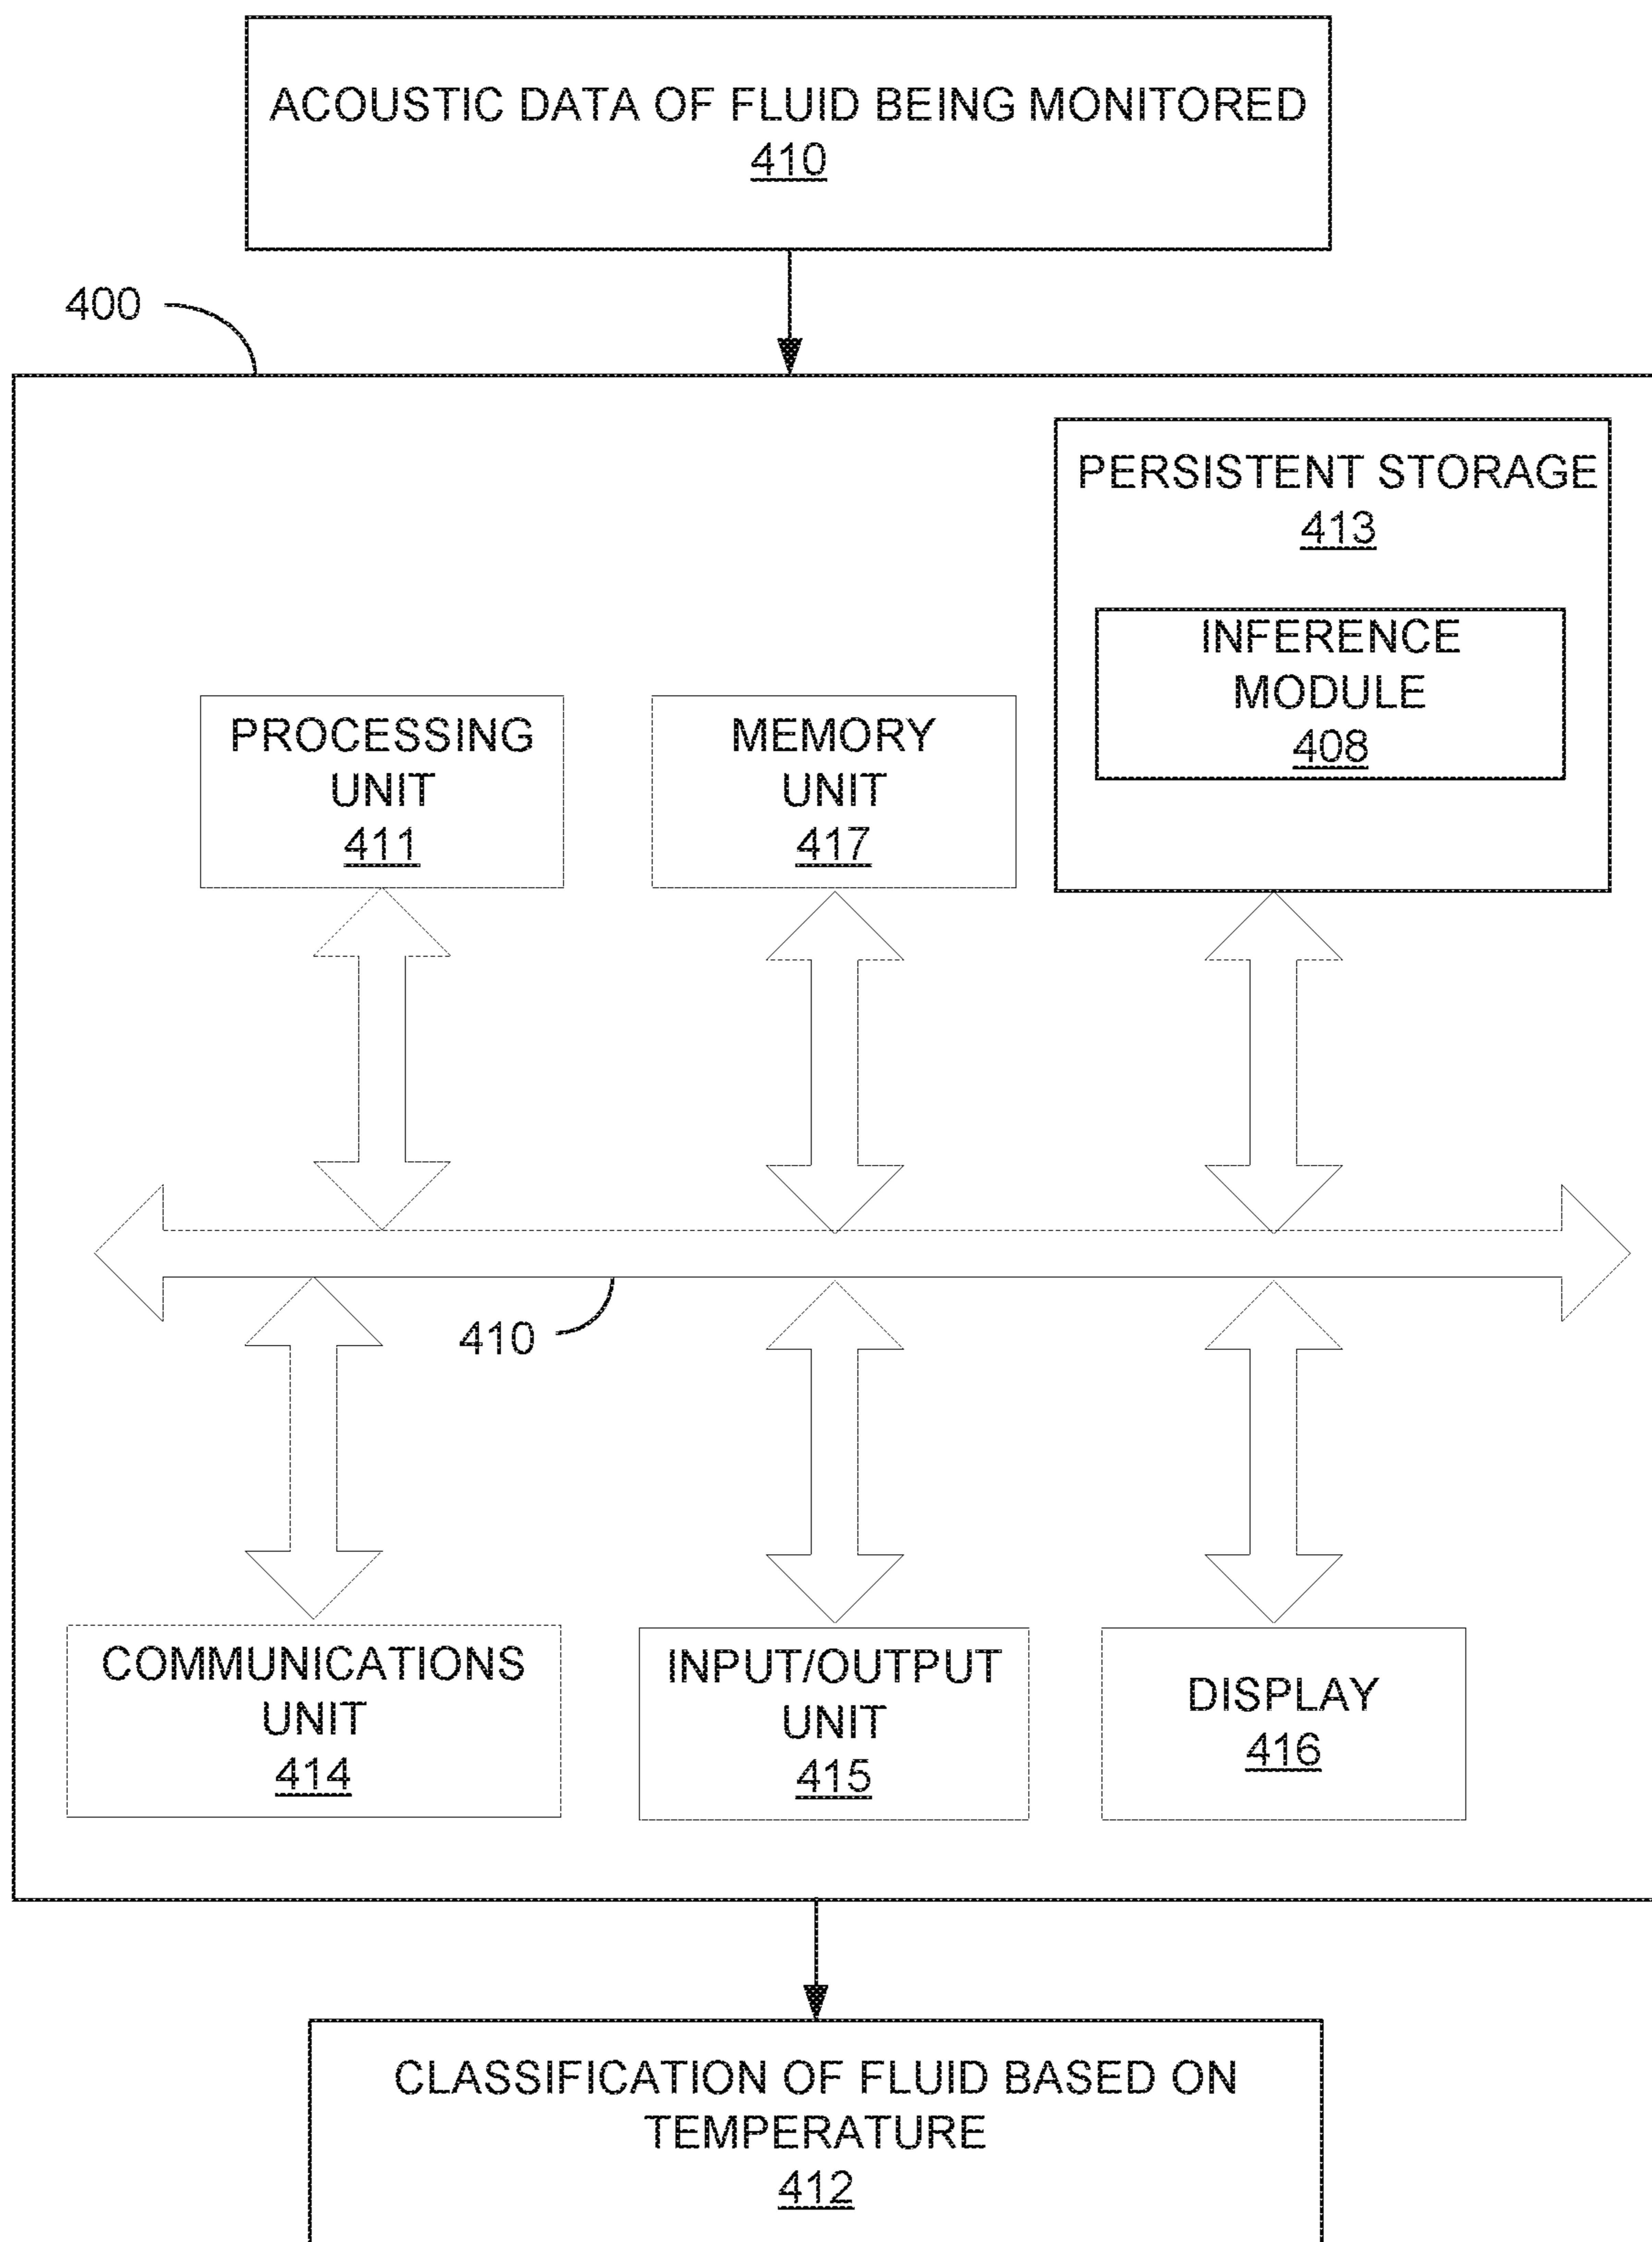 ACOUSTIC DATA OF FLUID BEING MONITORED
410
400
PERSISTENT STORAGE
413
INFERENCE
MODULE
408
PROCESSING
UNIT
411
MEMORY
UNIT
417
410
COMMUNICATIONS
UNIT
414
INPUT/OUTPUT
UNIT
415
DISPLAY
416
CLASSIFICATION OF FLUID BASED ON
TEMPERATURE
412